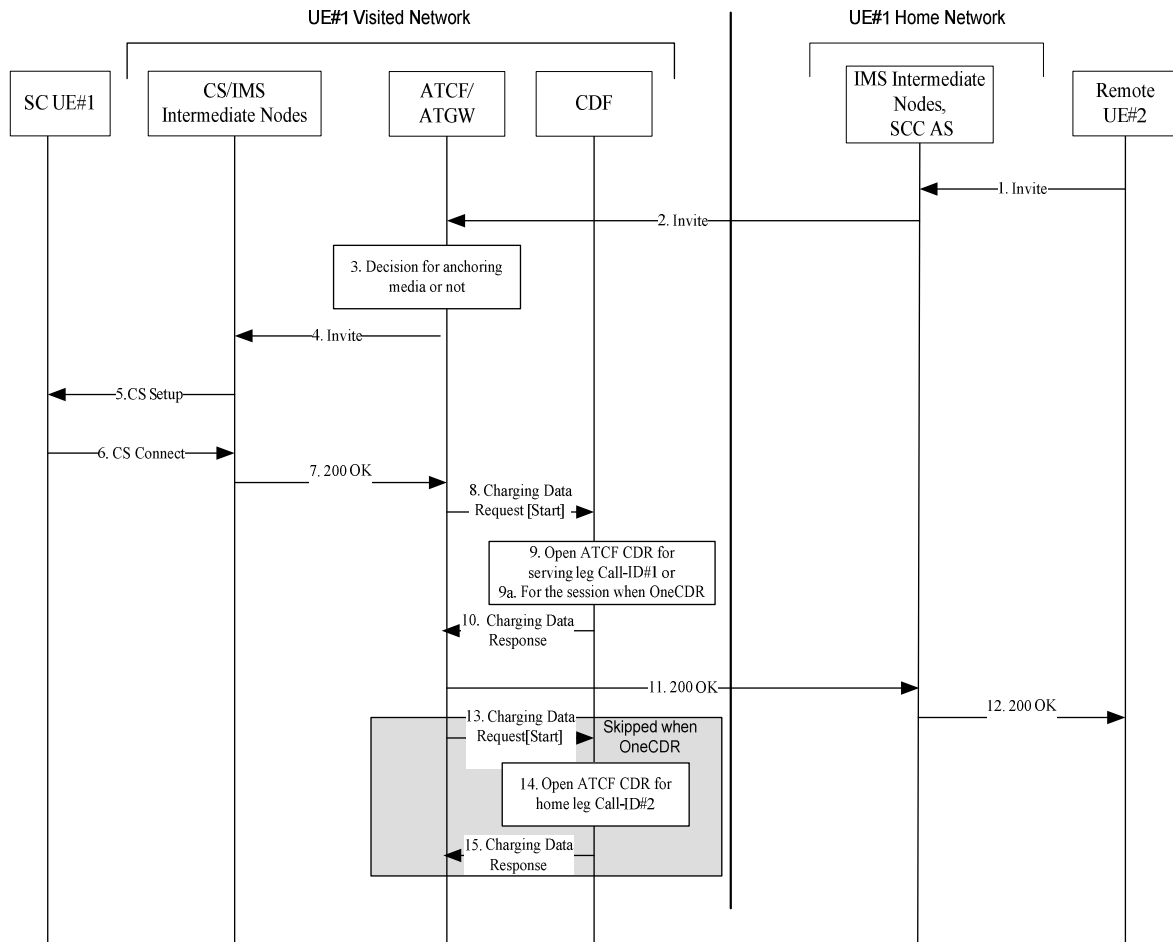 UE#1 Visited Network
UE#1 Home Network
SC UE#1
CS/IMS
Intermediate Nodes
ATCF/
ATGW
CDF
IMS Intermediate
Nodes,
SCC AS
Remote
UE#2
1. Invite
2. Invite
3. Decision for anchoring
media or not
4. Invite
5.CS Setup
6. CS Connect
7. 200 OK
8. Charging Data
Request [Start]
9. Open ATCF CDR for
serving leg Call-ID#1 or
9a. For the session when OneCDR
10. Charging Data
Response
11. 200 OK
12. 200 OK
13. Charging Data
Request[Start]
Skipped when
OneCDR
14. Open ATCF CDR for
home leg Call-ID#2
15. Charging Data
Response